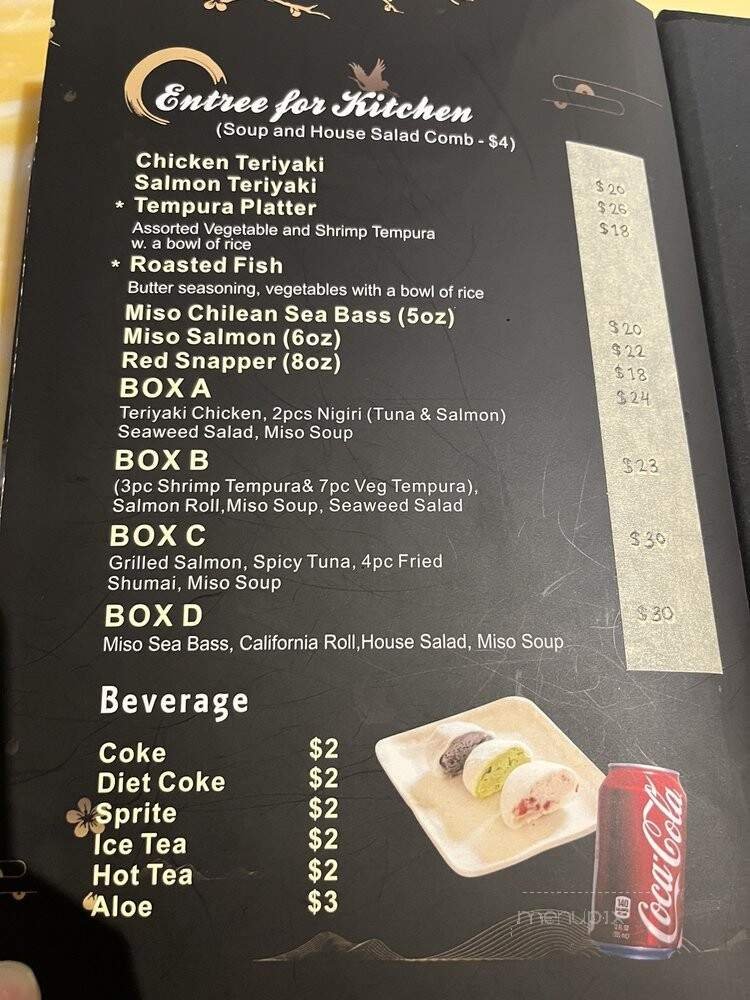 Entree for Kitchen
(Soup and House Salad Comb - $4)
Chicken Teriyaki $20
Salmon Teriyaki $26
* Tempura Platter $18
Assorted Vegetable and Shrimp Tempura
w. a bowl of rice
* Roasted Fish
Butter seasoning, vegetables with a bowl of rice
Miso Chilean Sea Bass (5oz) $20
Miso Salmon (6oz) $22
Red Snapper (8oz) $18
BOX A $24
Teriyaki Chicken, 2pcs Nigiri (Tuna & Salmon)
Seaweed Salad, Miso Soup
BOX B $23
(3pc Shrimp Tempura& 7pc Veg Tempura),
Salmon Roll,Miso Soup, Seaweed Salad
BOX C $30
Grilled Salmon, Spicy Tuna, 4pc Fried
Shumai, Miso Soup
BOX D $30
Miso Sea Bass, California Roll,House Salad, Miso Soup
Beverage
Coke $2
Diet Coke $2
Sprite $2
Ice Tea $2
Hot Tea $2
Aloe $3
Coca-Cola
140
menupix